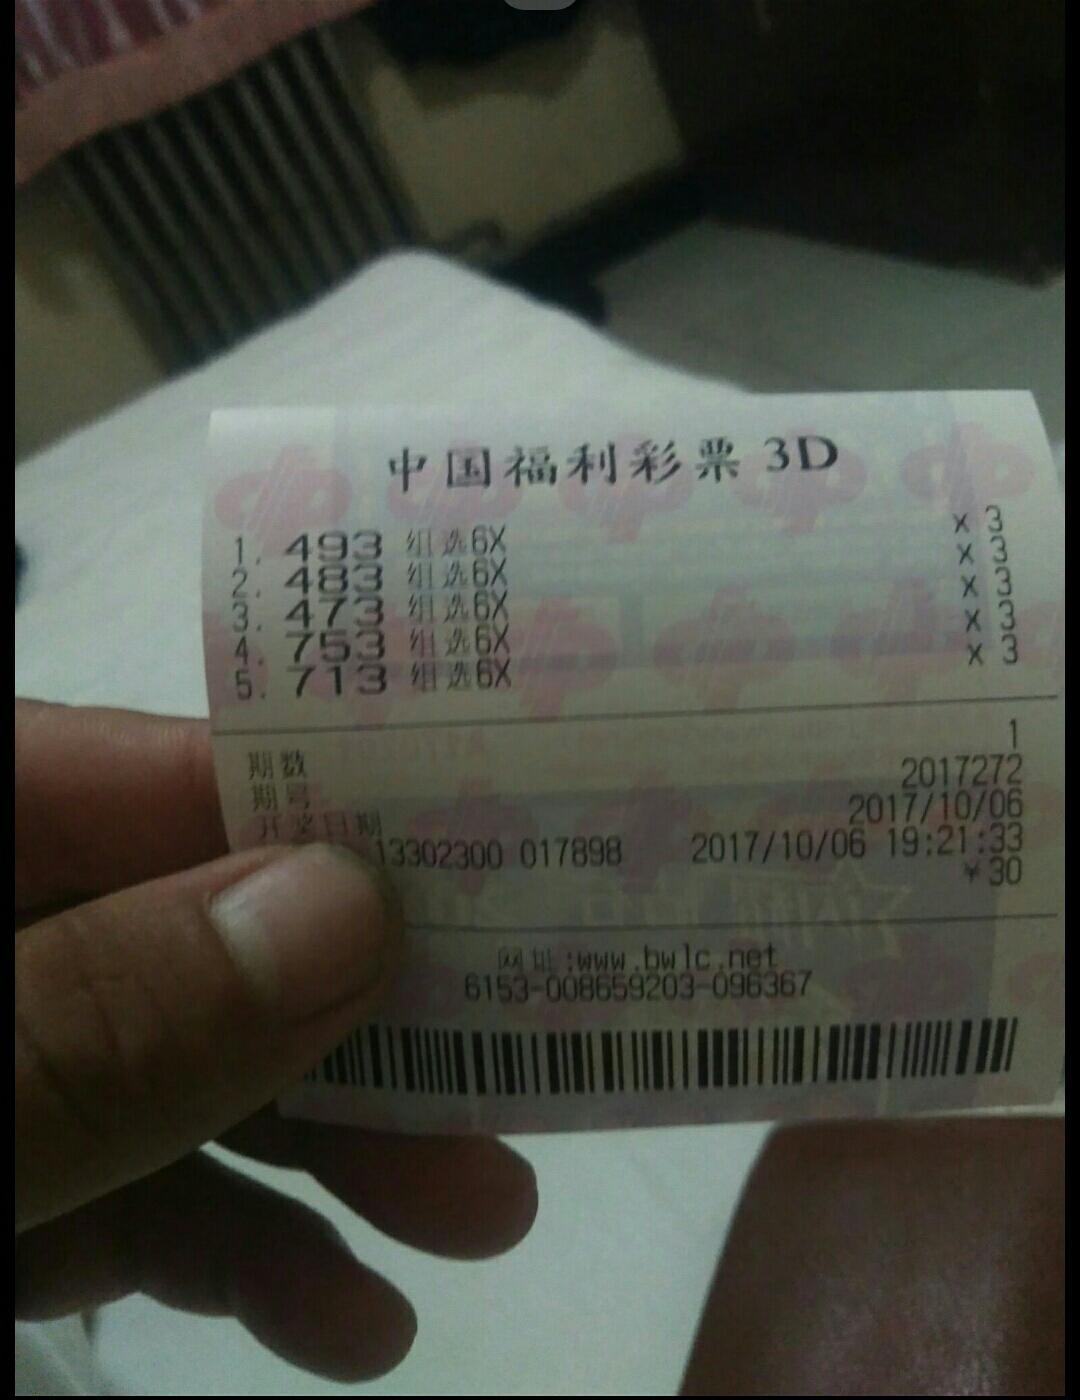 中国福利彩票 3D
1. 493 组选6X x 3
2. 483 组选6X x 3
3. 473 组选6X x 3
4. 753 组选6X x 3
5. 713 组选6X x 3
期数 1
期号 2017272
开奖日期 2017/10/06
13302300 017898 2017/10/06 19:21:33
¥30
网址:www.bwlc.net
6153-008659203-096367